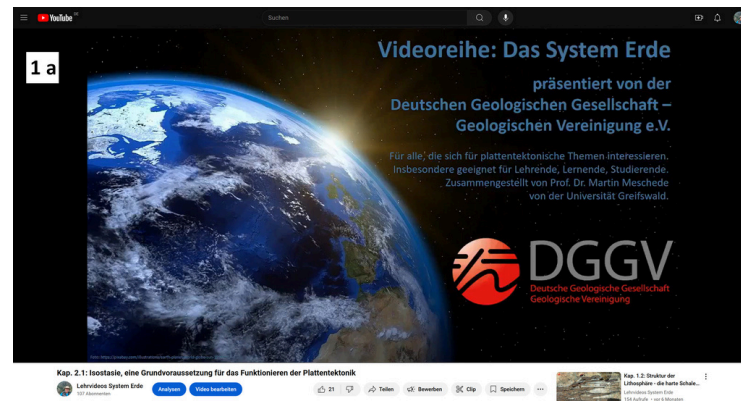 YouTube
Suchen
1 a
Videoreihe: Das System Erde
präsentiert von der
Deutschen Geologischen Gesellschaft –
Geologischen Vereinigung e.V.
Für alle, die sich für plattentektonische Themen interessieren.
Insbesondere geeignet für Lehrende, Lernende, Studierende.
Zusammengestellt von Prof. Dr. Martin Meschede
von der Universität Greifswald.
DGGV
Deutsche Geologische Gesellschaft
Geologische Vereinigung
Kap. 2.1: Isostasie, eine Grundvoraussetzung für das Funktionieren der Plattentektonik
Lehrvideos System Erde
107 Abonnenten
Analysen
Video bearbeiten
21
Teilen
Bewerben
Clip
Speichern
Kap. 1.2: Struktur der
Lithosphäre - die harte Schale...
Lehrvideos System Erde
154 Aufrufe • vor 6 Monaten